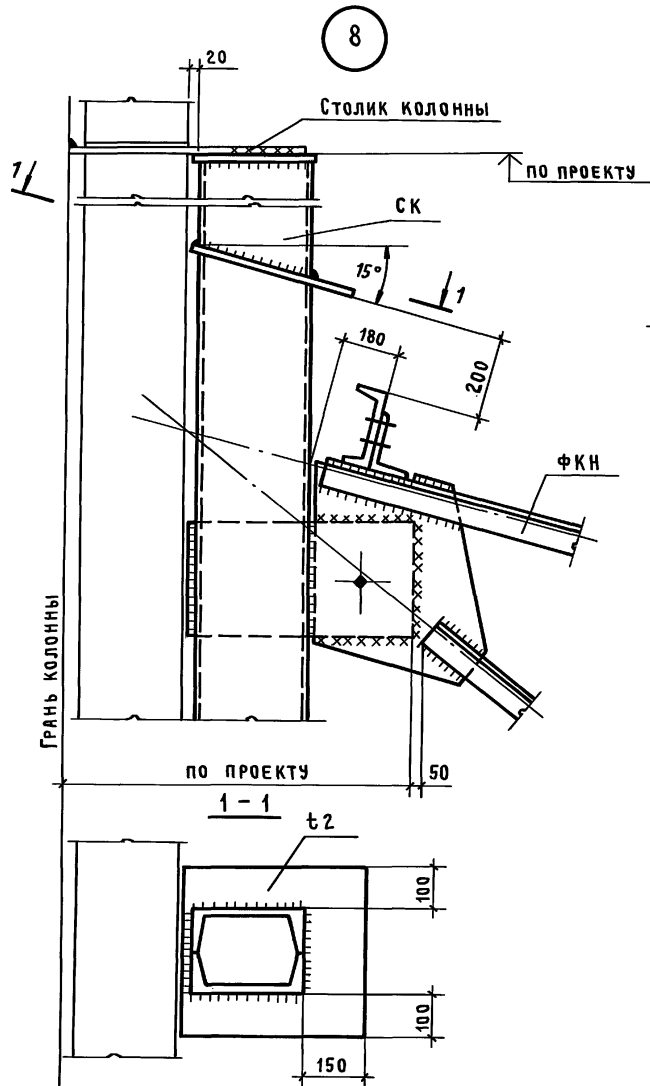 8
20
Столик колонны
1
ПО ПРОЕКТУ
СК
15°
1
180
200
ФКН
Грань колонны
ПО ПРОЕКТУ
50
1 - 1
t2
100
100
150